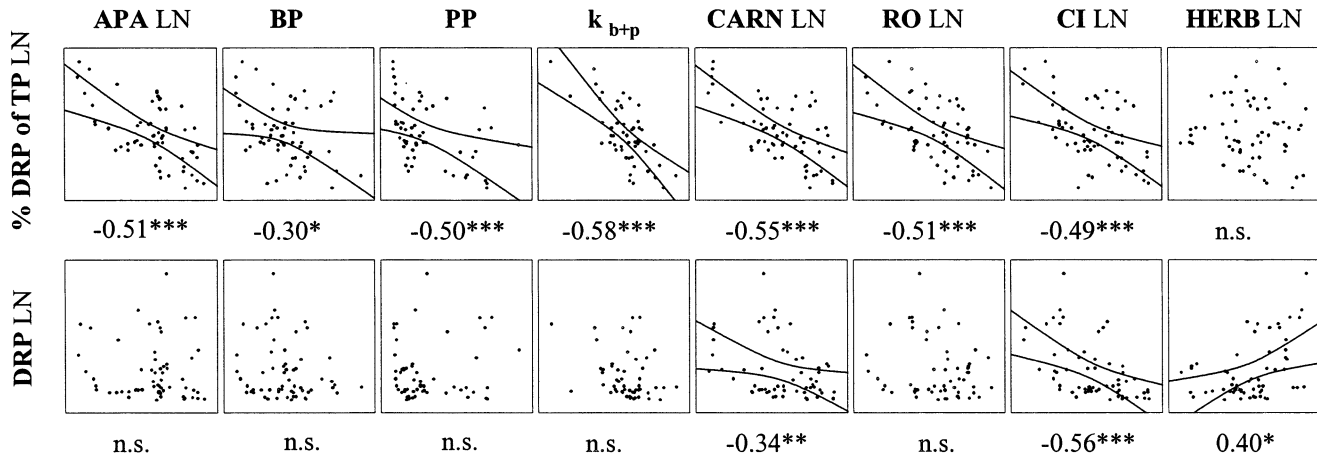 APA LN BP PP k b+p CARN LN RO LN CI LN HERB LN
% DRP of TP LN
-0.51*** -0.30* -0.50*** -0.58*** -0.55*** -0.51*** -0.49*** n.s.
DRP LN
n.s. n.s. n.s. n.s. -0.34** n.s. -0.56*** 0.40*